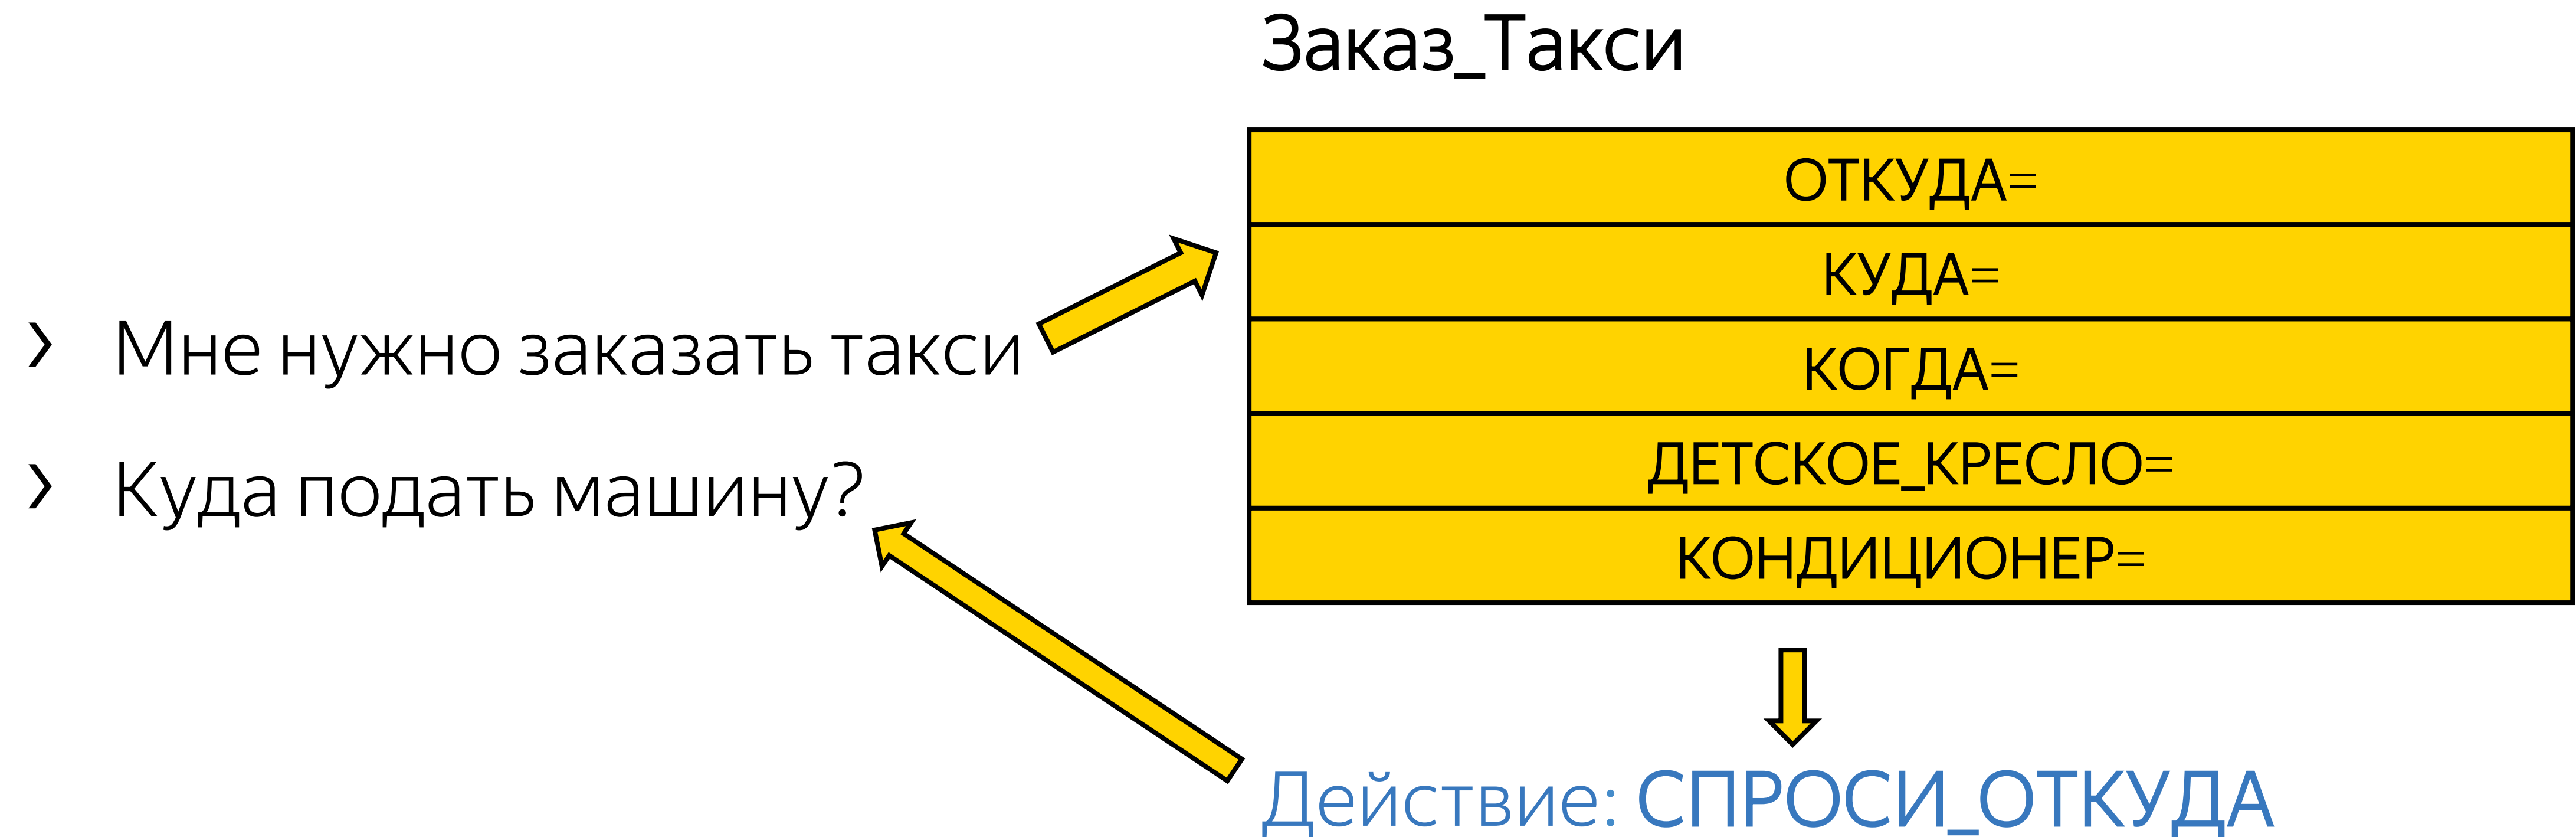 Заказ_Такси
ОТКУДА=
КУДА=
КОГДА=
ДЕТСКОЕ_КРЕСЛО=
КОНДИЦИОНЕР=
› Мне нужно заказать такси
› Куда подать машину?
Действие: СПРОСИ_ОТКУДА